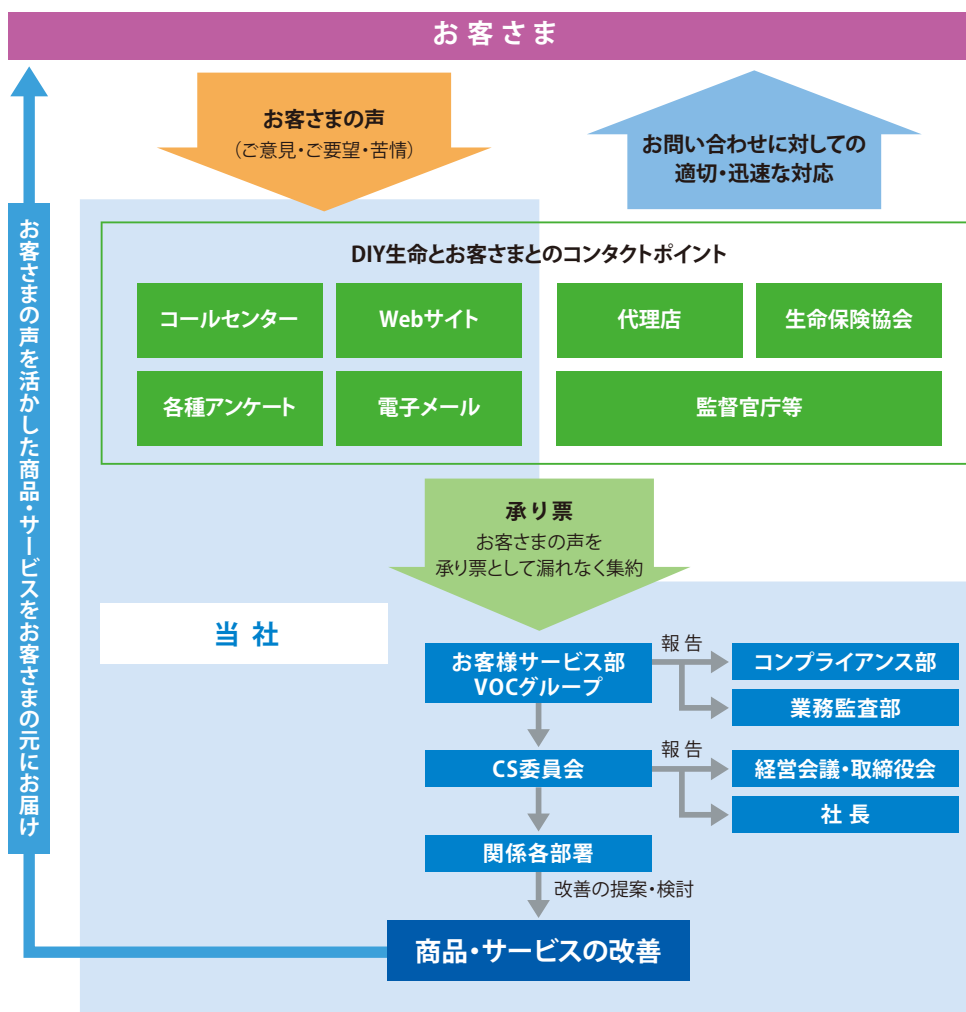 お客さま
お客さまの声
（ご意見・ご要望・苦情）
お問い合わせに対しての
適切・迅速な対応
DIY生命とお客さまとのコンタクトポイント
コールセンター
Webサイト
代理店
生命保険協会
各種アンケート
電子メール
監督官庁等
承り票
お客さまの声を
承り票として漏れなく集約
当社
お客様サービス部
VOCグループ
報告
コンプライアンス部
業務監査部
CS委員会
報告
経営会議・取締役会
社長
関係各部署
改善の提案・検討
商品・サービスの改善
お客さまの声を活かした商品・サービスをお客さまの元にお届け